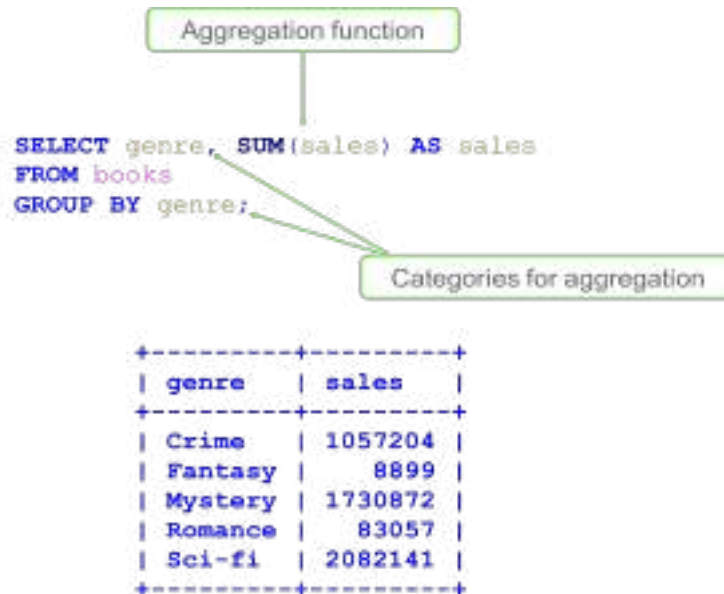 Aggregation function
SELECT genre, SUM(sales) AS sales
FROM books
GROUP BY genre;
Categories for aggregation
+---------+---------+
| genre   | sales   |
+---------+---------+
| Crime   | 1057204 |
| Fantasy |    8899 |
| Mystery | 1730872 |
| Romance |   83057 |
| Sci-fi  | 2082141 |
+---------+---------+